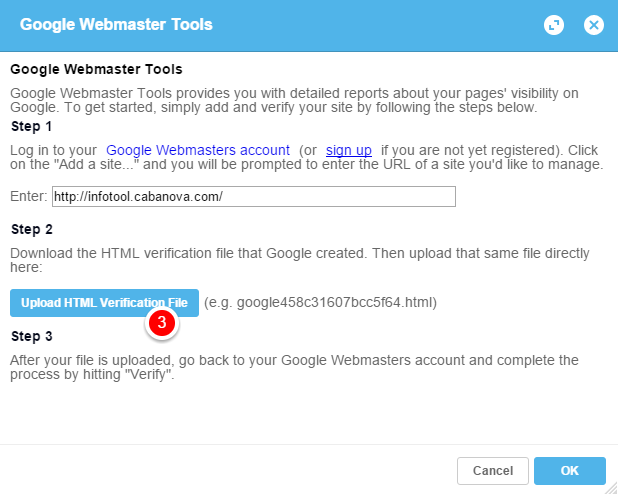 Google Webmaster Tools
Google Webmaster Tools
Google Webmaster Tools provides you with detailed reports about your pages' visibility on
Google. To get started, simply add and verify your site by following the steps below.
Step 1
Log in to your Google Webmasters account (or sign up if you are not yet registered). Click
on the "Add a site..." and you will be prompted to enter the URL of a site you'd like to manage.
Enter: http://infotool.cabanova.com/
Step 2
Download the HTML verification file that Google created. Then upload that same file directly
here:
Upload HTML Verification File (e.g. google458c31607bcc5f64.html)
3
Step 3
After your file is uploaded, go back to your Google Webmasters account and complete the
process by hitting "Verify".
Cancel OK